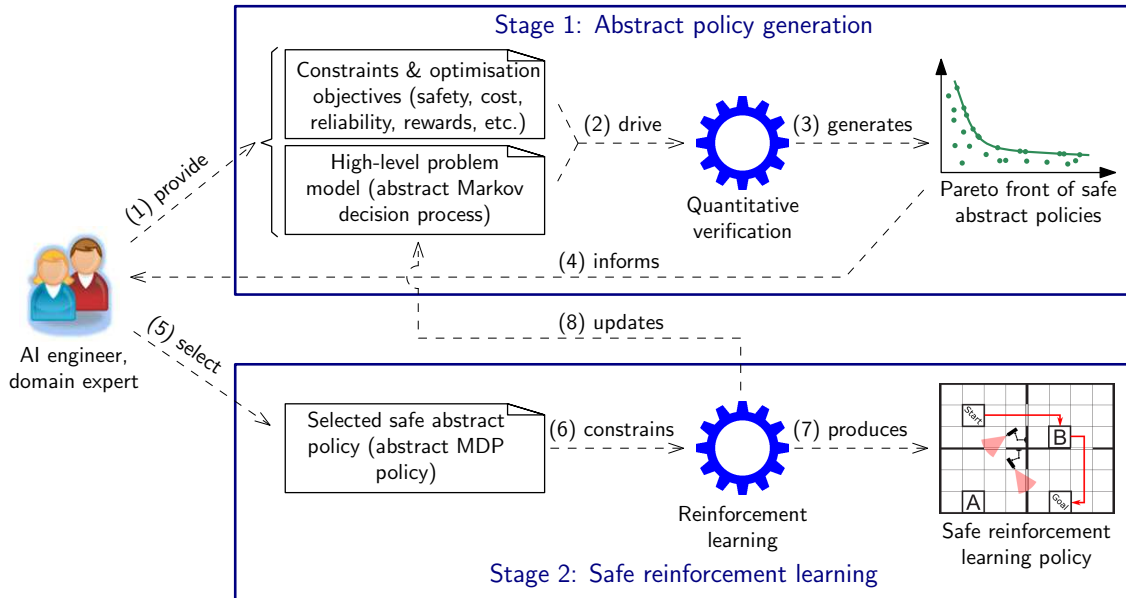 Stage 1: Abstract policy generation
Constraints & optimisation
objectives (safety, cost,
reliability, rewards, etc.)
High-level problem
model (abstract Markov
decision process)
(1) provide
(2) drive
Quantitative
verification
(3) generates
Pareto front of safe
abstract policies
(4) informs
AI engineer,
domain expert
(5) select
(8) updates
Selected safe abstract
policy (abstract MDP
policy)
(6) constrains
Reinforcement
learning
(7) produces
Start
B
A
Goal
Safe reinforcement
learning policy
Stage 2: Safe reinforcement learning